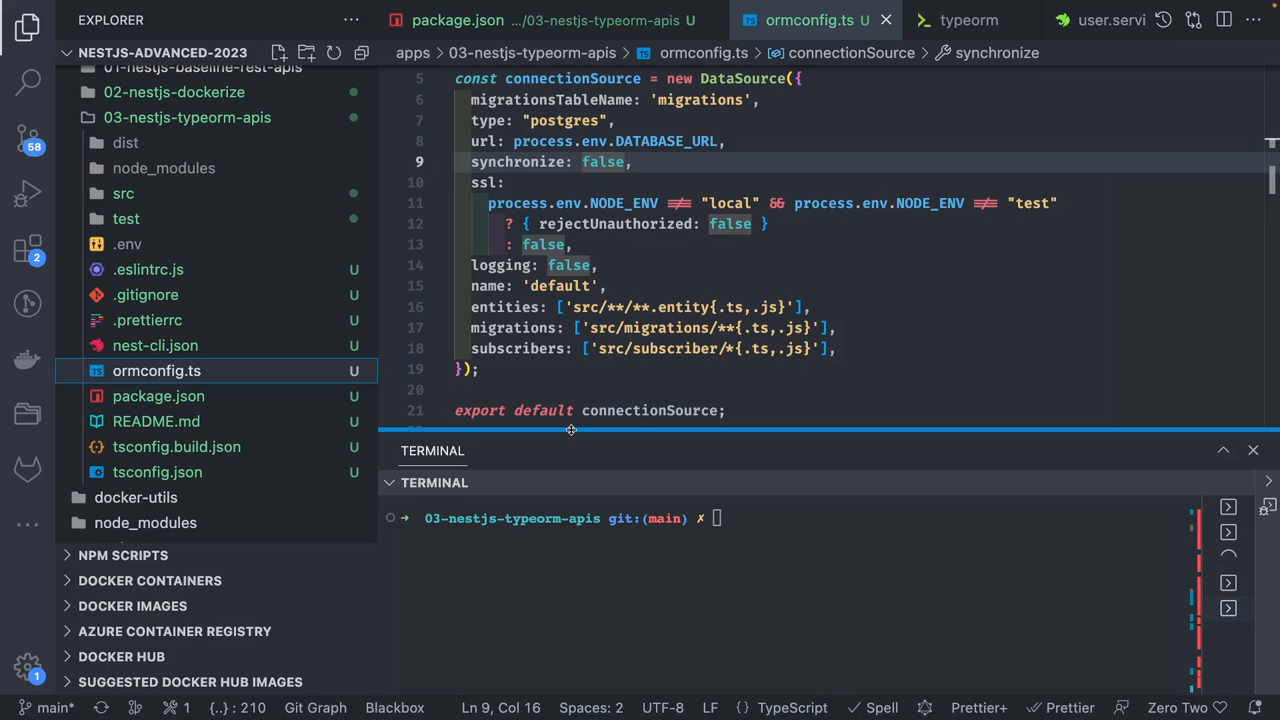 EXPLORER
NESTJS-ADVANCED-2023
01-nestjs-baseline-rest-apis
02-nestjs-dockerize
03-nestjs-typeorm-apis
dist
node_modules
src
test
.env
.eslintrc.js U
.gitignore U
.prettierrc U
nest-cli.json U
ormconfig.ts U
package.json U
README.md U
tsconfig.build.json U
tsconfig.json U
docker-utils
node_modules
NPM SCRIPTS
DOCKER CONTAINERS
DOCKER IMAGES
AZURE CONTAINER REGISTRY
DOCKER HUB
SUGGESTED DOCKER HUB IMAGES
58
2
1
package.json .../03-nestjs-typeorm-apis U
ormconfig.ts U
typeorm
user.servi
apps > 03-nestjs-typeorm-apis > ormconfig.ts > connectionSource > synchronize
5 const connectionSource = new DataSource({
6 migrationsTableName: 'migrations',
7 type: "postgres",
8 url: process.env.DATABASE_URL,
9 synchronize: false,
10 ssl:
11 process.env.NODE_ENV !== "local" && process.env.NODE_ENV !== "test"
12 ? { rejectUnauthorized: false }
13 : false,
14 logging: false,
15 name: 'default',
16 entities: ['src/**/**.entity{.ts,.js}'],
17 migrations: ['src/migrations/**{.ts,.js}'],
18 subscribers: ['src/subscriber/*{.ts,.js}'],
19 });
20
21 export default connectionSource;
TERMINAL
TERMINAL
➜ 03-nestjs-typeorm-apis git:(main) ✗
main* 1 {..} : 210 Git Graph Blackbox Ln 9, Col 16 Spaces: 2 UTF-8 LF {} TypeScript Spell Prettier+ Prettier Zero Two